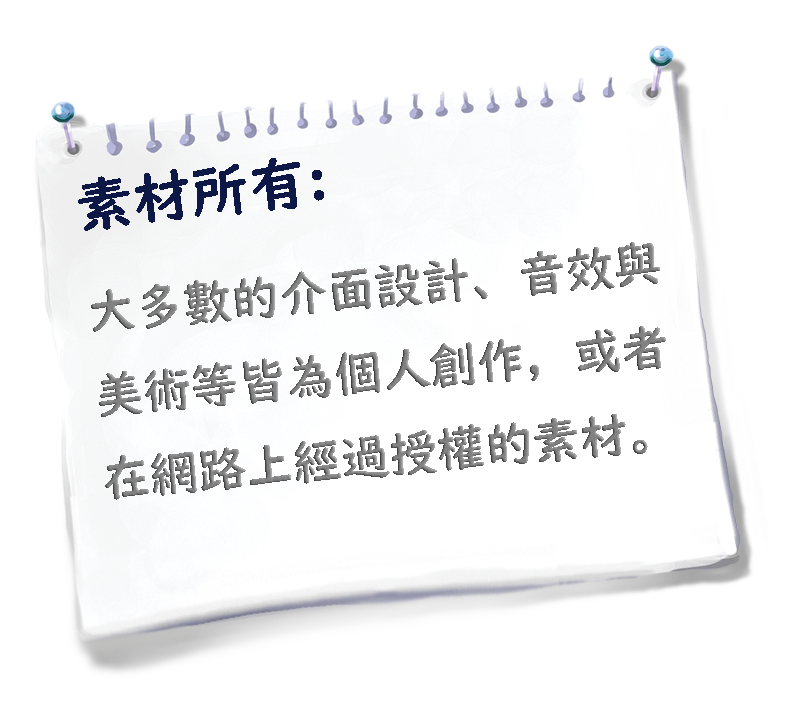 素材所有：
大多數的介面設計、音效與
美術等皆為個人創作，或者
在網路上經過授權的素材。